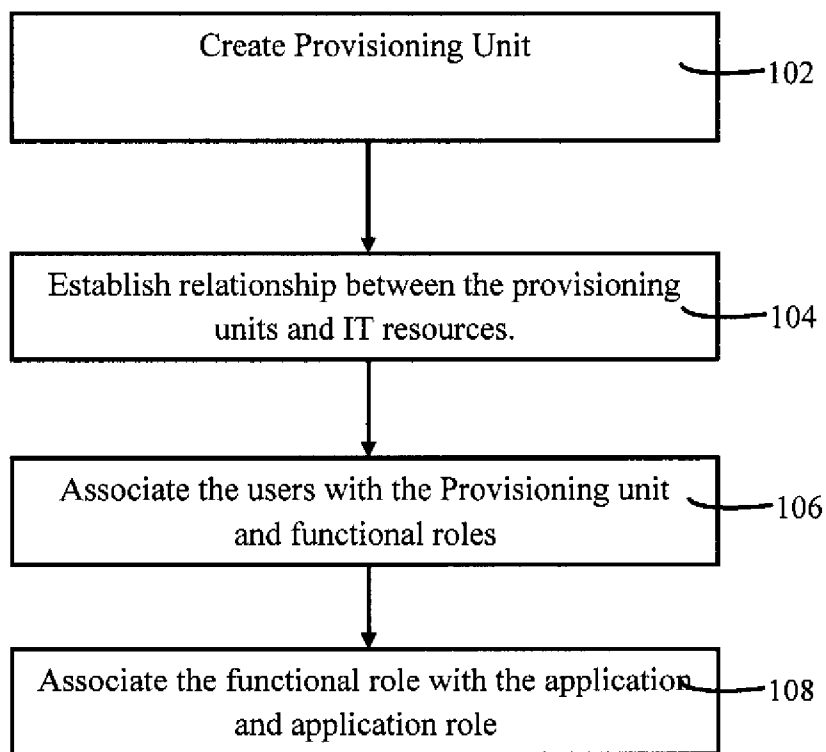 Create Provisioning Unit
102
Establish relationship between the provisioning
units and IT resources.
104
Associate the users with the Provisioning unit
and functional roles
106
Associate the functional role with the application
and application role
108